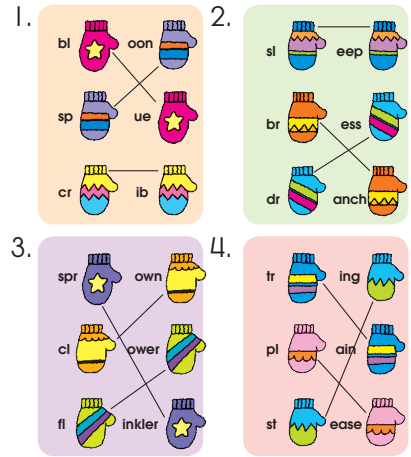 1.
bl oon
sp ue
cr ib
2.
sl eep
br ess
dr anch
3.
spr own
cl ower
fl inkler
4.
tr ing
pl ain
st ease